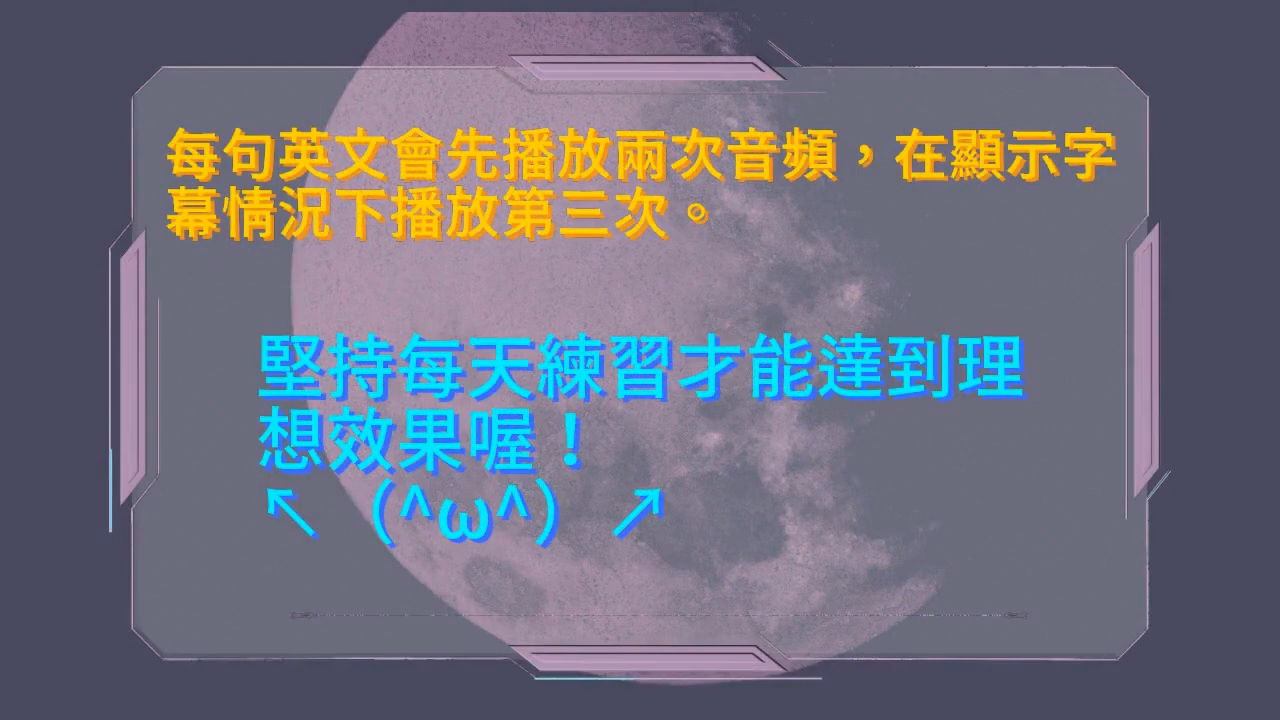 每句英文會先播放兩次音頻，在顯示字
幕情況下播放第三次。
堅持每天練習才能達到理
想效果喔！
↖（^ω^）↗